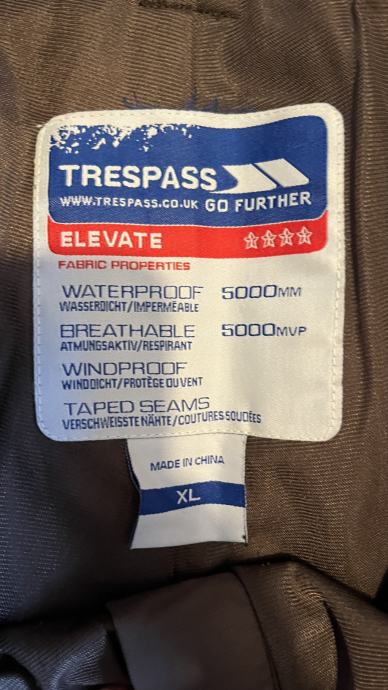 TRESPASS
WWW.TRESPASS.CO.UK GO FURTHER
ELEVATE
FABRIC PROPERTIES
WATERPROOF 5000MM
WASSERDICHT/IMPERMÉABLE
BREATHABLE 5000MVP
ATMUNGSAKTIV/RESPIRANT
WINDPROOF
WINDDICHT/PROTÈGE DU VENT
TAPED SEAMS
VERSCHWEISSTE NÄHTE/COUTURES SOUDÉES
MADE IN CHINA
XL